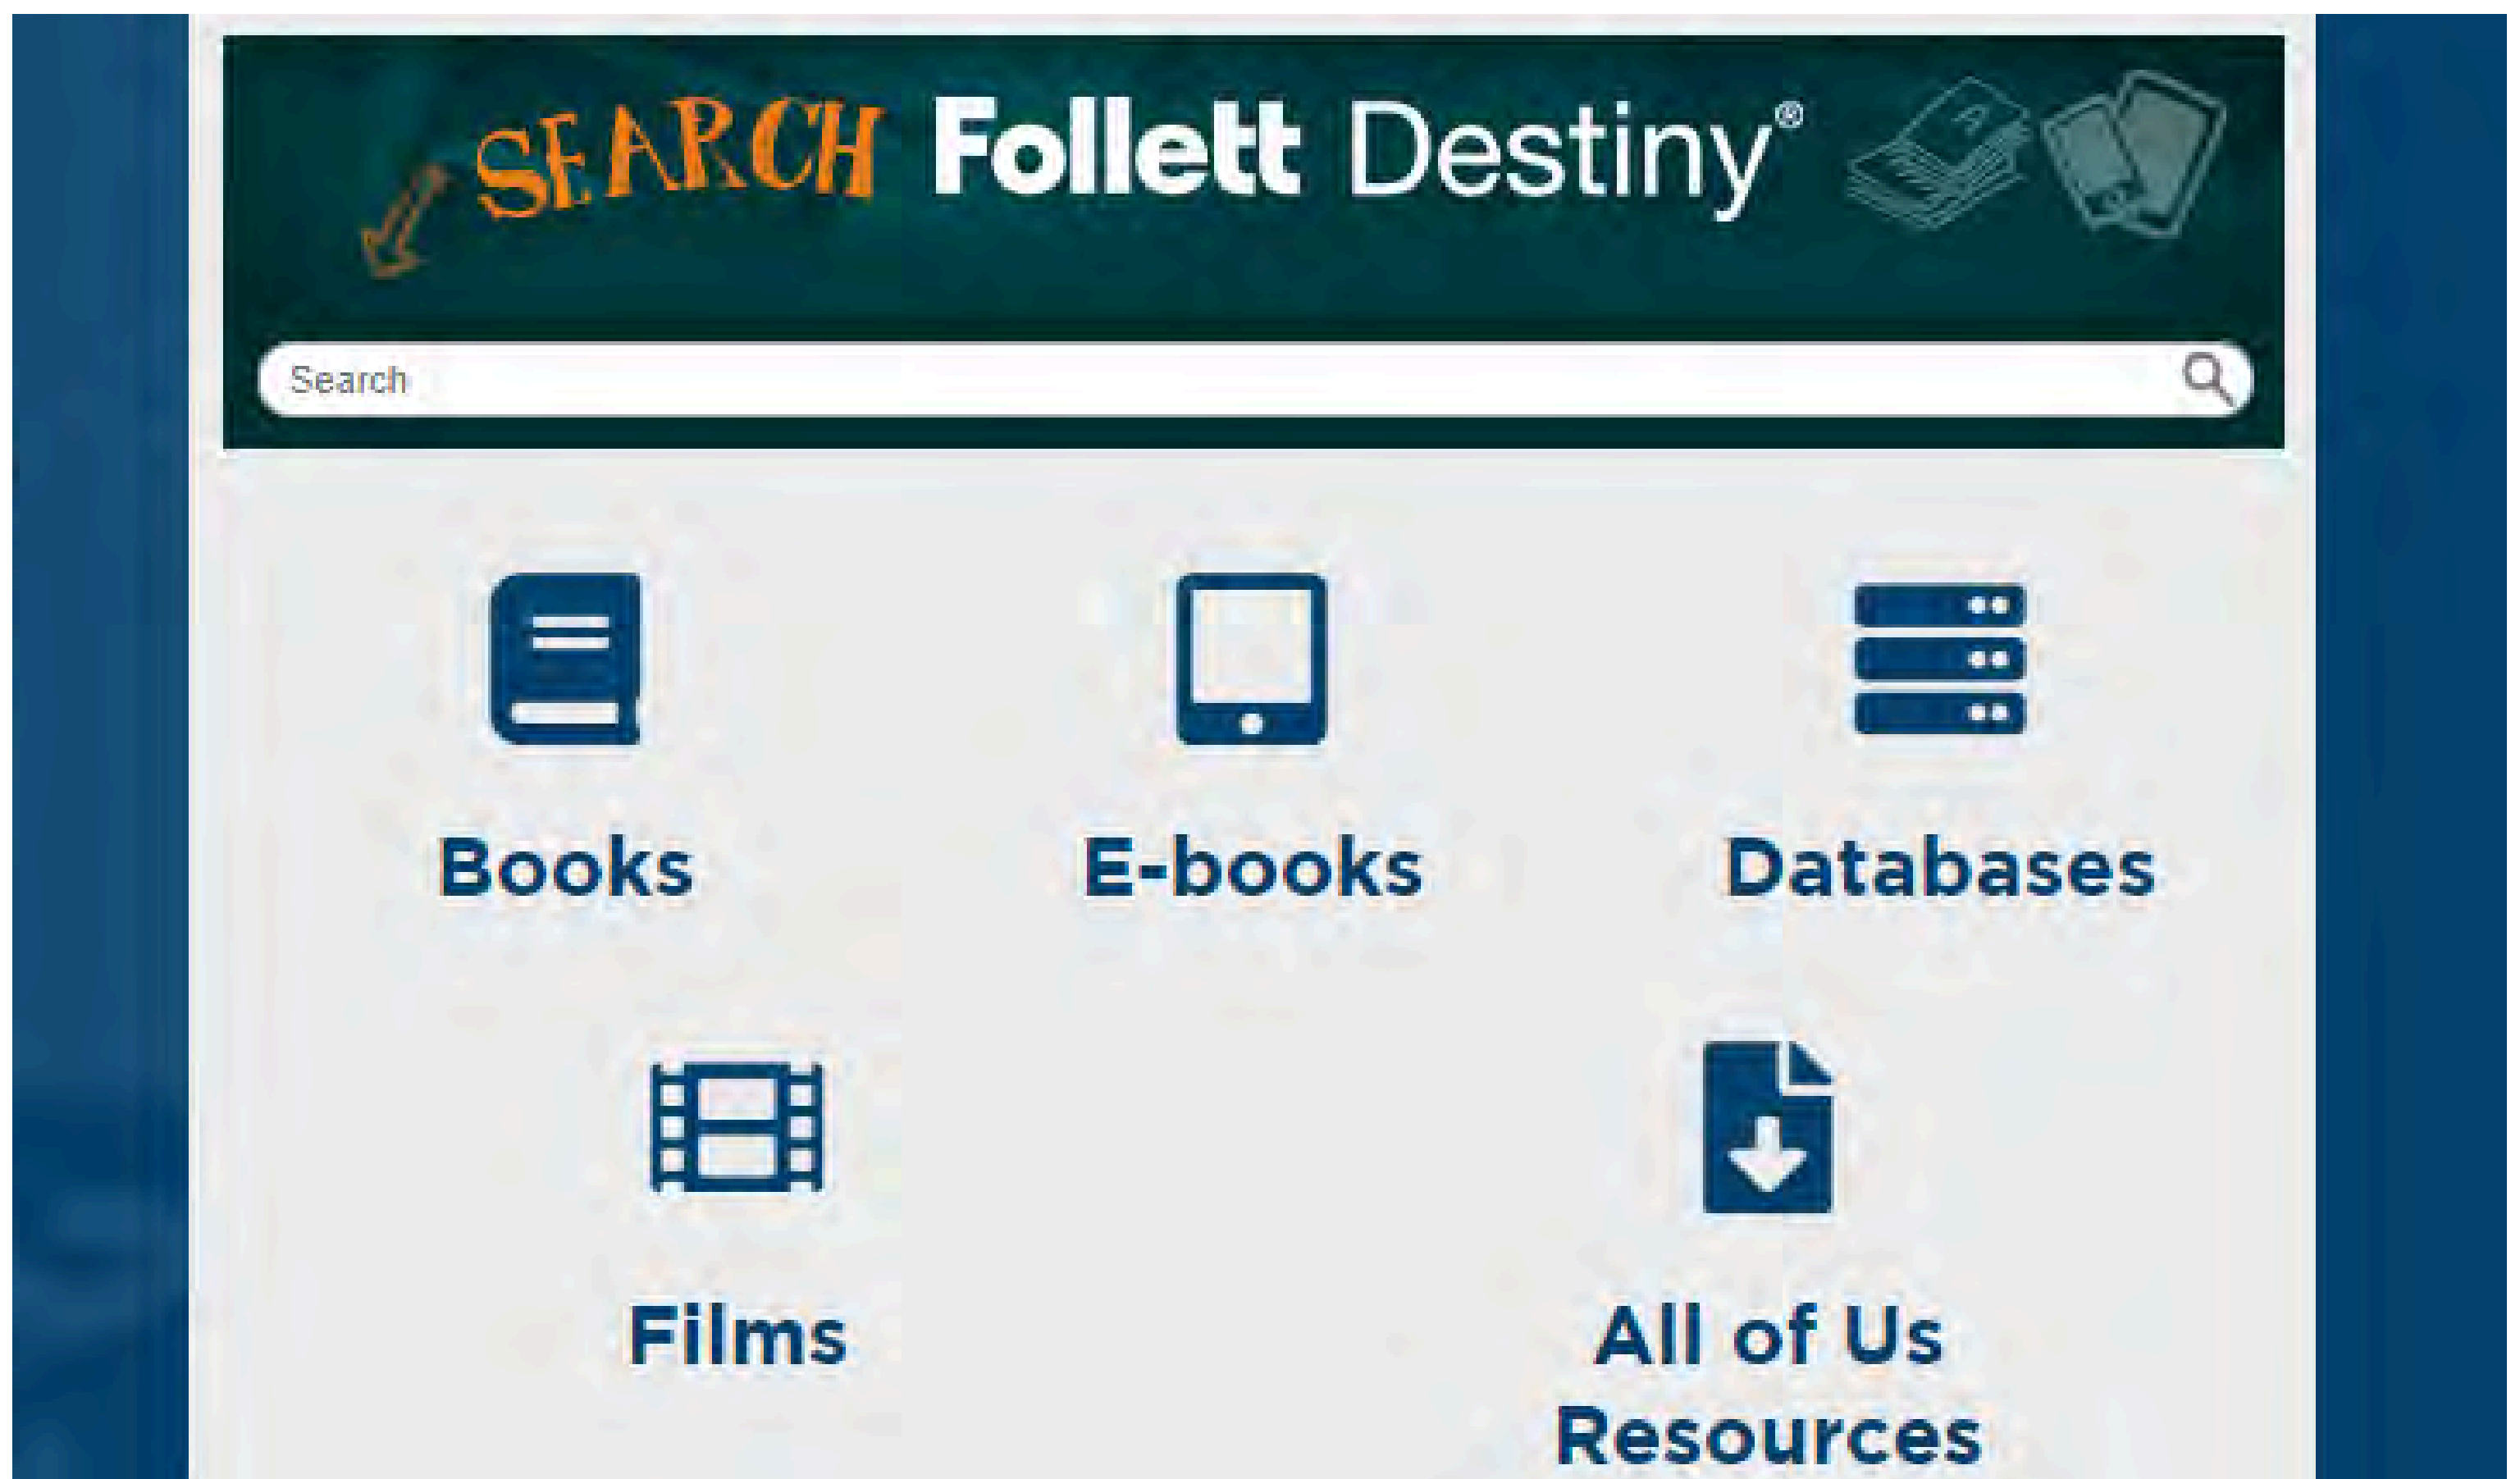 SEARCH Follett Destiny®
Search
Books
E-books
Databases
Films
All of Us
Resources